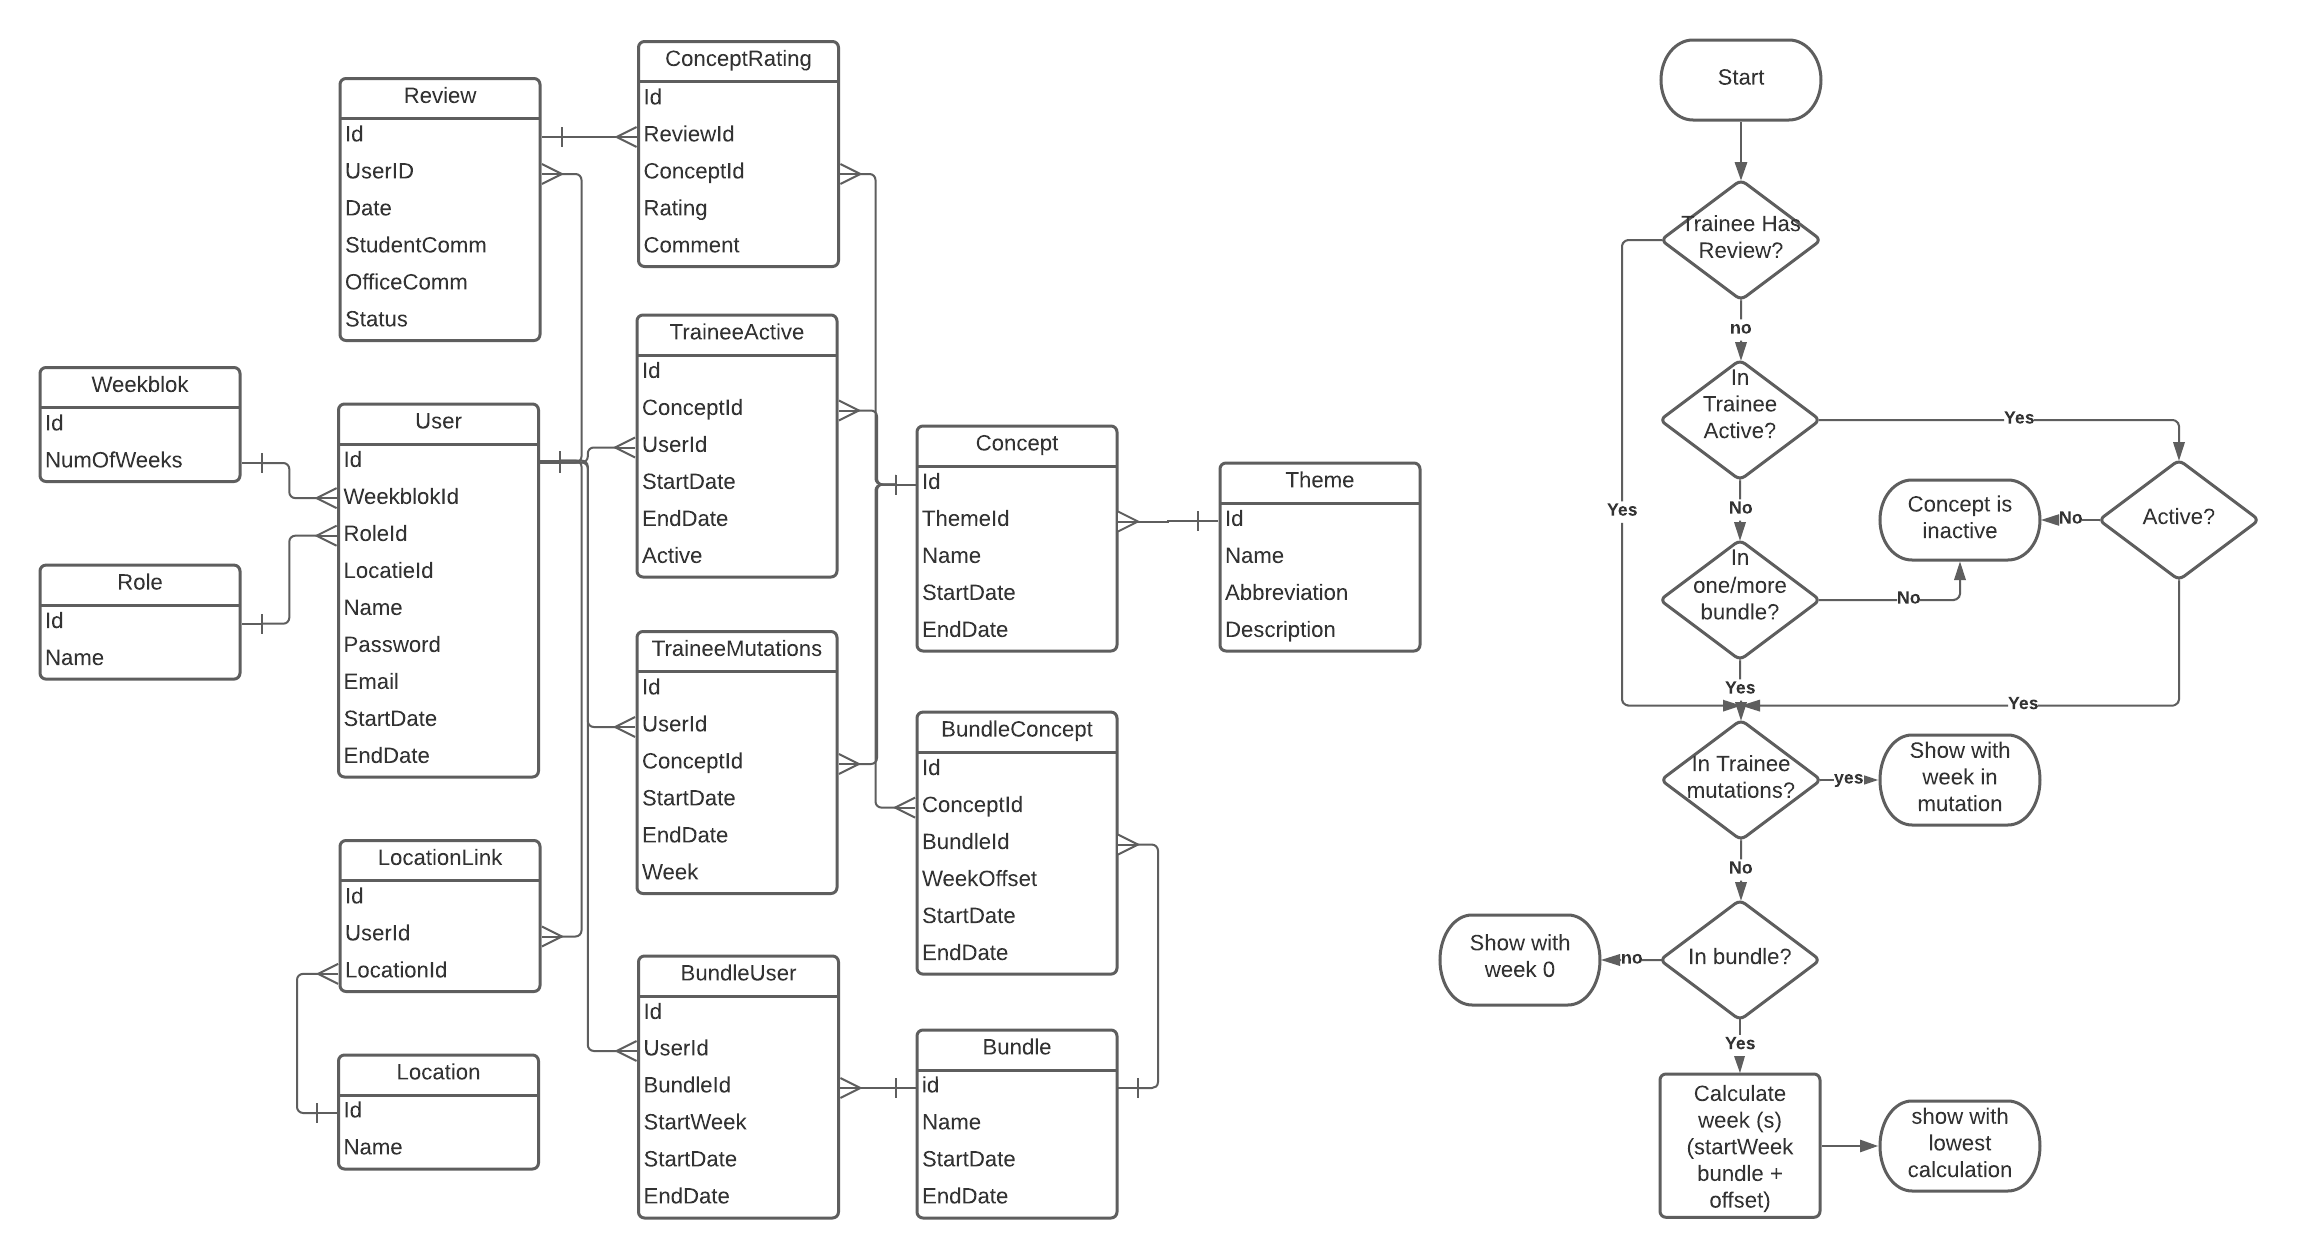 ConceptRating
Id
ReviewId
ConceptId
Rating
Comment
Review
Id
UserID
Date
StudentComm
OfficeComm
Status
TraineeActive
Id
ConceptId
UserId
StartDate
EndDate
Active
Weekblok
Id
NumOfWeeks
User
Id
WeekblokId
RoleId
LocatieId
Name
Password
Email
StartDate
EndDate
Role
Id
Name
Concept
Id
ThemeId
Name
StartDate
EndDate
Theme
Id
Name
Abbreviation
Description
TraineeMutations
Id
UserId
ConceptId
StartDate
EndDate
Week
BundleConcept
Id
ConceptId
BundleId
WeekOffset
StartDate
EndDate
LocationLink
Id
UserId
LocationId
BundleUser
Id
UserId
BundleId
StartWeek
StartDate
EndDate
Bundle
id
Name
StartDate
EndDate
Location
Id
Name
Start
Trainee Has
Review?
no
Yes
In
Trainee
Active?
Yes
No
Active?
No
Concept is
inactive
In
one/more
bundle?
No
Yes
Yes
In Trainee
mutations?
yes
Show with
week in
mutation
No
In bundle?
no
Show with
week 0
Yes
Calculate
week (s)
(startWeek
bundle +
offset)
show with
lowest
calculation